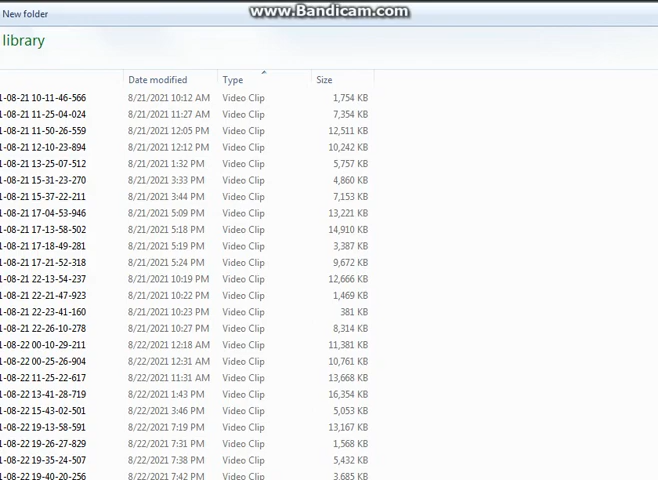 New folder
www.Bandicam.com
library
Date modified Type Size
1-08-21 10-11-46-566 8/21/2021 10:12 AM Video Clip 1,754 KB
1-08-21 11-25-04-024 8/21/2021 11:27 AM Video Clip 7,354 KB
1-08-21 11-50-26-559 8/21/2021 12:05 PM Video Clip 12,511 KB
1-08-21 12-10-23-894 8/21/2021 12:12 PM Video Clip 10,242 KB
1-08-21 13-25-07-512 8/21/2021 1:32 PM Video Clip 5,757 KB
1-08-21 15-31-23-270 8/21/2021 3:33 PM Video Clip 4,860 KB
1-08-21 15-37-22-211 8/21/2021 3:44 PM Video Clip 7,153 KB
1-08-21 17-04-53-946 8/21/2021 5:09 PM Video Clip 13,221 KB
1-08-21 17-13-58-502 8/21/2021 5:18 PM Video Clip 14,910 KB
1-08-21 17-18-49-281 8/21/2021 5:19 PM Video Clip 3,387 KB
1-08-21 17-21-52-318 8/21/2021 5:24 PM Video Clip 9,672 KB
1-08-21 22-13-54-237 8/21/2021 10:19 PM Video Clip 12,666 KB
1-08-21 22-21-47-923 8/21/2021 10:22 PM Video Clip 1,469 KB
1-08-21 22-23-41-160 8/21/2021 10:23 PM Video Clip 381 KB
1-08-21 22-26-10-278 8/21/2021 10:27 PM Video Clip 8,314 KB
1-08-22 00-10-29-211 8/22/2021 12:18 AM Video Clip 11,381 KB
1-08-22 00-25-26-904 8/22/2021 12:31 AM Video Clip 10,761 KB
1-08-22 11-25-22-617 8/22/2021 11:31 AM Video Clip 13,668 KB
1-08-22 13-41-28-719 8/22/2021 1:43 PM Video Clip 16,354 KB
1-08-22 15-43-02-501 8/22/2021 3:46 PM Video Clip 5,053 KB
1-08-22 19-13-58-591 8/22/2021 7:19 PM Video Clip 13,167 KB
1-08-22 19-26-27-829 8/22/2021 7:31 PM Video Clip 1,568 KB
1-08-22 19-35-24-507 8/22/2021 7:38 PM Video Clip 5,432 KB
1-08-22 19-40-20-256 8/22/2021 7:42 PM Video Clip 3,685 KB